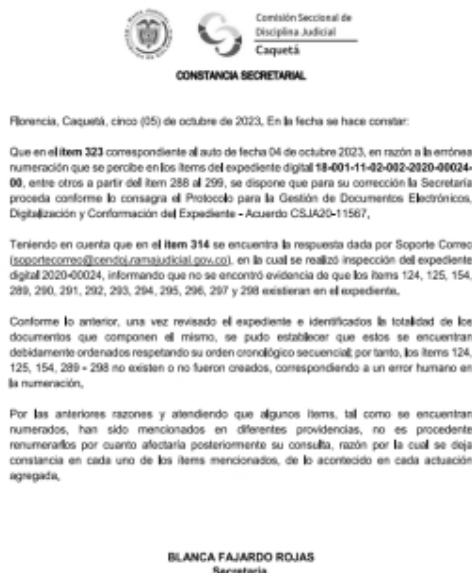 Comisión Seccional de
Disciplina Judicial
Caquetá
CONSTANCIA SECRETARIAL
Florencia, Caquetá, cinco (05) de octubre de 2023, En la fecha se hace constar:
Que en el ítem 323 correspondiente al auto de fecha 04 de octubre 2023, en razón a la errónea
numeración que se percibe en los ítems del expediente digital 18-001-11-02-002-2020-00024-
00, entre otros a partir del ítem 288 al 299, se dispone que para su corrección la Secretaría
proceda conforme lo consagra el Protocolo para la Gestión de Documentos Electrónicos,
Digitalización y Conformación del Expediente - Acuerdo CSJA20-11567,
Teniendo en cuenta que en el ítem 314 se encuentra la respuesta dada por Soporte Correo
(soportecorreo@cendoj.ramajudicial.gov.co), en la cual se realizó inspección del expediente
digital 2020-00024, informando que no se encontró evidencia de que los ítems 124, 125, 154,
289, 290, 291, 292, 293, 294, 295, 296, 297 y 298 existieran en el expediente.
Conforme lo anterior, una vez revisado el expediente e identificados la totalidad de los
documentos que componen el mismo, se pudo establecer que estos se encuentran
debidamente ordenados respetando su orden cronológico secuencial; por tanto, los ítems 124,
125, 154, 289 - 298 no existen o no fueron creados, correspondiendo a un error humano en
la numeración,
Por las anteriores razones y atendiendo que algunos ítems, tal como se encuentran
numerados, han sido mencionados en diferentes providencias, no es procedente
renumerarlos por cuanto afectaría posteriormente su consulta, razón por la cual se deja
constancia en cada uno de los ítems mencionados, de lo acontecido en cada actuación
agregada,
BLANCA FAJARDO ROJAS
Secretaria